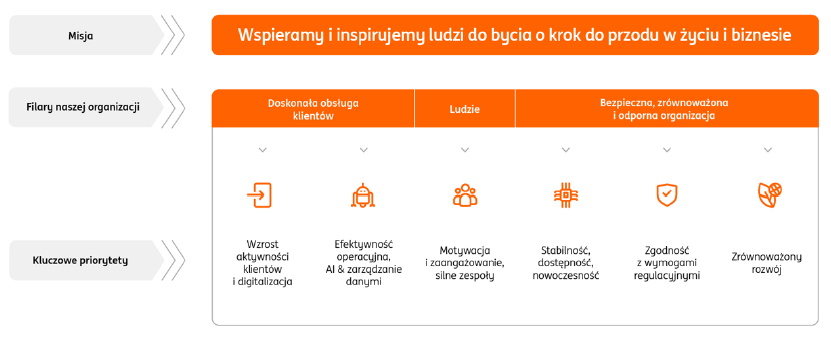 Misja
Wspieramy i inspirujemy ludzi do bycia o krok do przodu w życiu i biznesie
Filary naszej organizacji
Doskonała obsługa
klientów
Ludzie
Bezpieczna, zrównoważona
i odporna organizacja
Kluczowe priorytety
Wzrost
aktywności
klientów
i digitalizacja
Efektywność
operacyjna,
AI & zarządzanie
danymi
Motywacja
i zaangażowanie,
silne zespoły
Stabilność,
dostępność,
nowoczesność
Zgodność
z wymogami
regulacyjnymi
Zrównoważony
rozwój